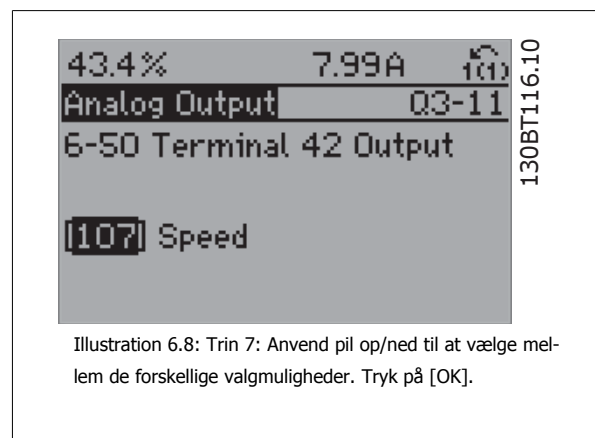 43.4% 7.99A 1(1)
Analog Output Q3-11
6-50 Terminal 42 Output
[107] Speed
130BT116.10
Illustration 6.8: Trin 7: Anvend pil op/ned til at vælge mel-
lem de forskellige valgmuligheder. Tryk på [OK].